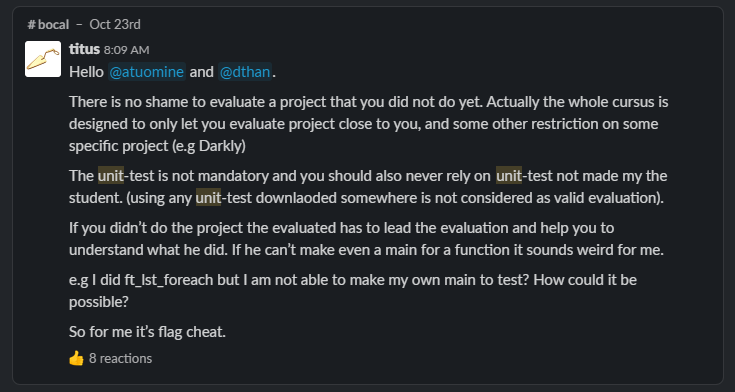 #bocal – Oct 23rd
titus 8:09 AM
Hello @atuomine and @dthan.
There is no shame to evaluate a project that you did not do yet. Actually the whole cursus is
designed to only let you evaluate project close to you, and some other restriction on some
specific project (e.g Darkly)
The unit-test is not mandatory and you should also never rely on unit-test not made my the
student. (using any unit-test downlaoded somewhere is not considered as valid evaluation).
If you didn't do the project the evaluated has to lead the evaluation and help you to
understand what he did. If he can't make even a main for a function it sounds weird for me.
e.g I did ft_lst_foreach but I am not able to make my own main to test? How could it be
possible?
So for me it's flag cheat.
8 reactions